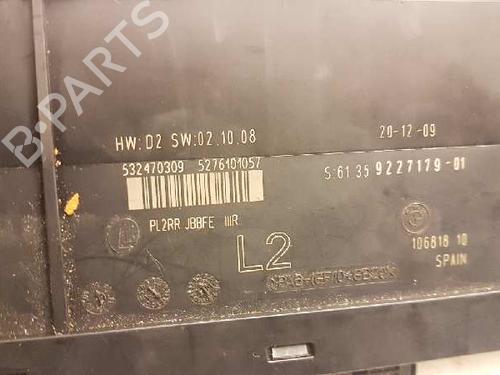 HW:D2 SW:02.10.08
20-12-09
532470309 5276101057
S:61.35 9227179-01
PL2RR JBBFE IIIR
L2
106818 10
SPAIN
B-PARTS